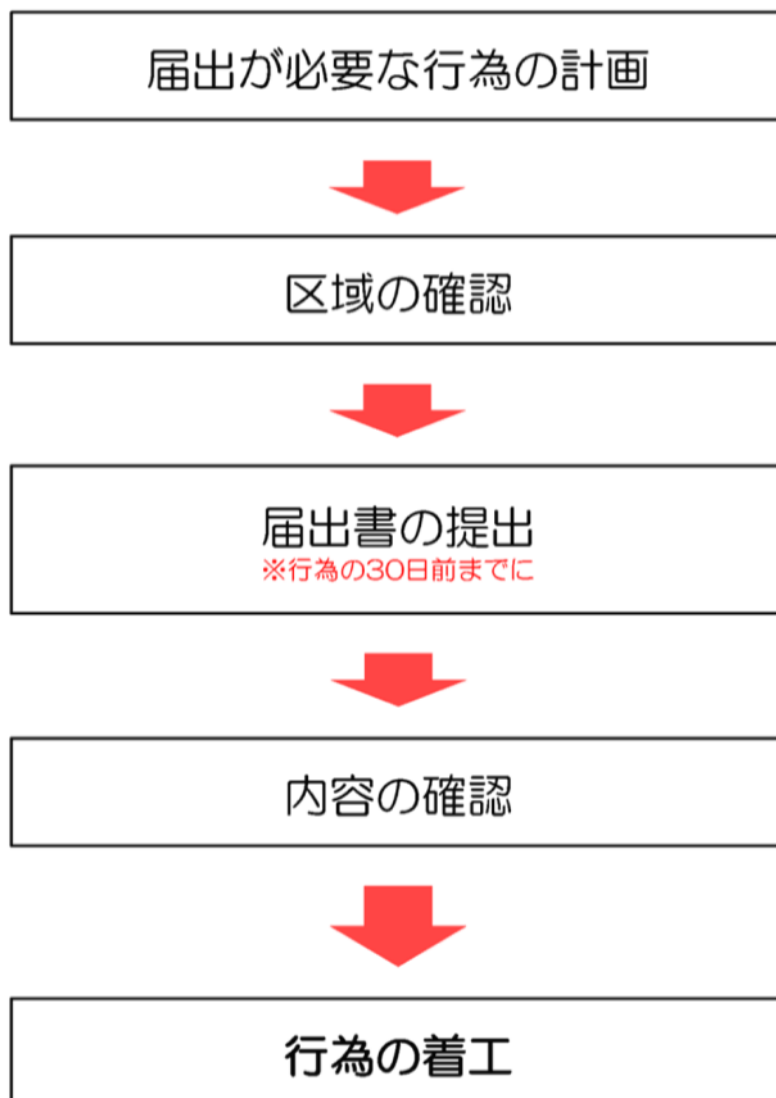 届出が必要な行為の計画
区域の確認
届出書の提出
※行為の30日前までに
内容の確認
行為の着工